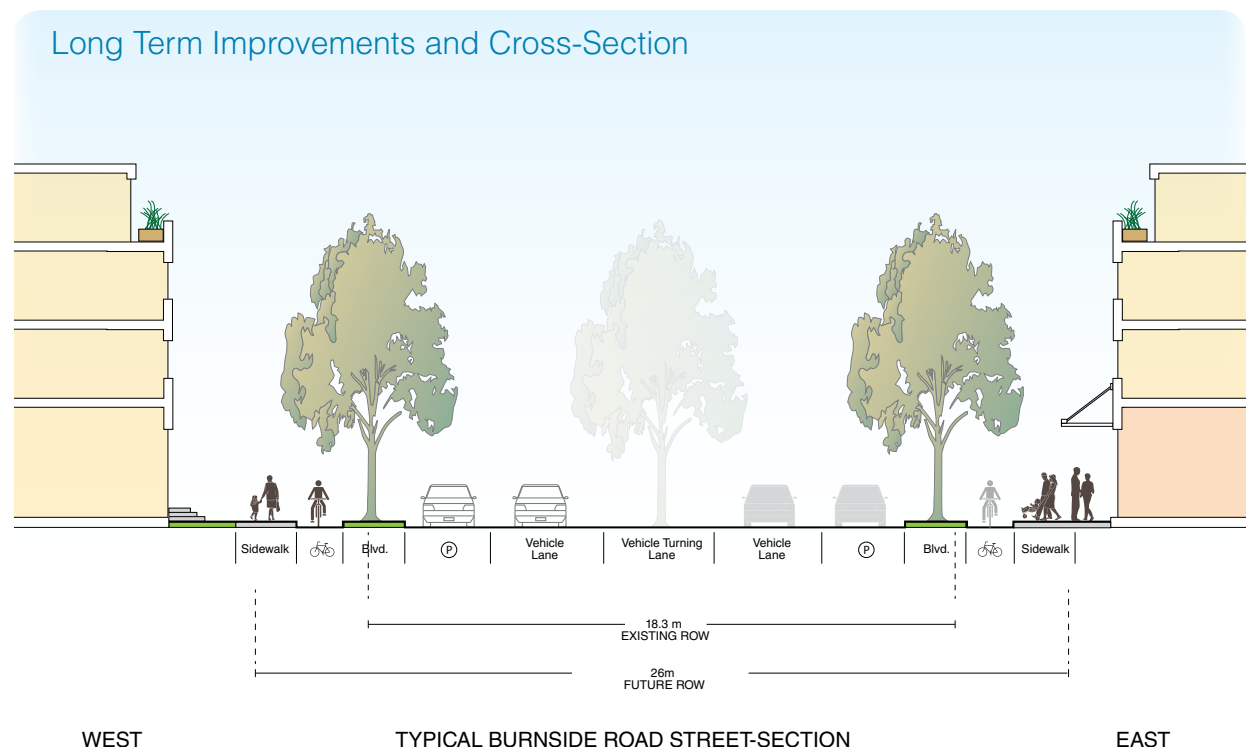 Long Term Improvements and Cross-Section
Sidewalk
Blvd.
P
Vehicle
Lane
Vehicle Turning
Lane
Vehicle
Lane
P
Blvd.
Sidewalk
18.3 m
EXISTING ROW
26m
FUTURE ROW
WEST
TYPICAL BURNSIDE ROAD STREET-SECTION
EAST